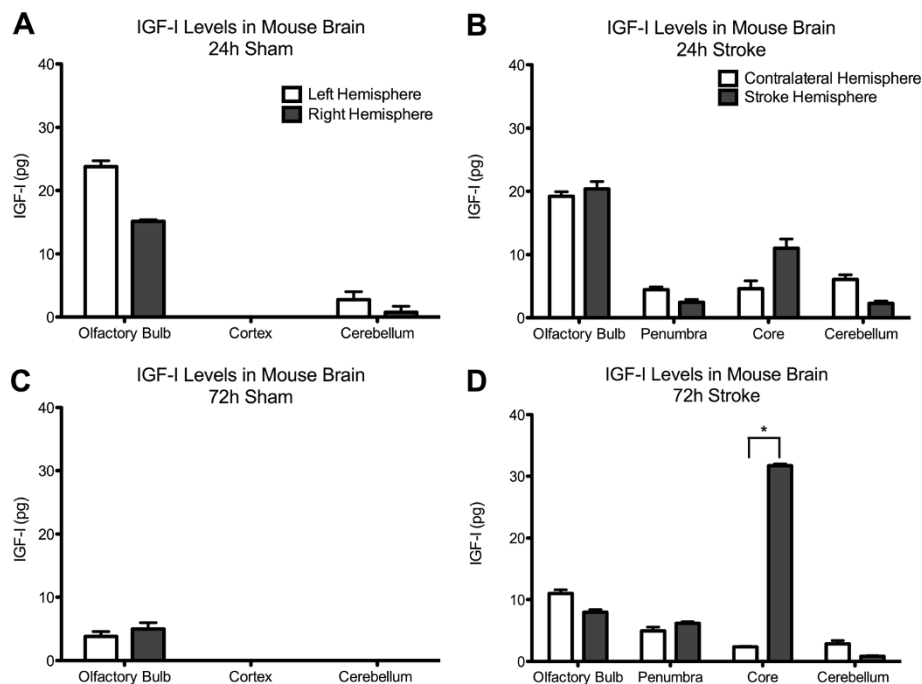 A
IGF-I Levels in Mouse Brain
24h Sham
40
30
20
10
0
IGF-I (pg)
Left Hemisphere
Right Hemisphere
Olfactory Bulb Cortex Cerebellum
B
IGF-I Levels in Mouse Brain
24h Stroke
40
30
20
10
0
IGF-I (pg)
Contralateral Hemisphere
Stroke Hemisphere
Olfactory Bulb Penumbra Core Cerebellum
C
IGF-I Levels in Mouse Brain
72h Sham
40
30
20
10
0
IGF-I (pg)
Olfactory Bulb Cortex Cerebellum
D
IGF-I Levels in Mouse Brain
72h Stroke
40
30
20
10
0
IGF-I (pg)
*
Olfactory Bulb Penumbra Core Cerebellum